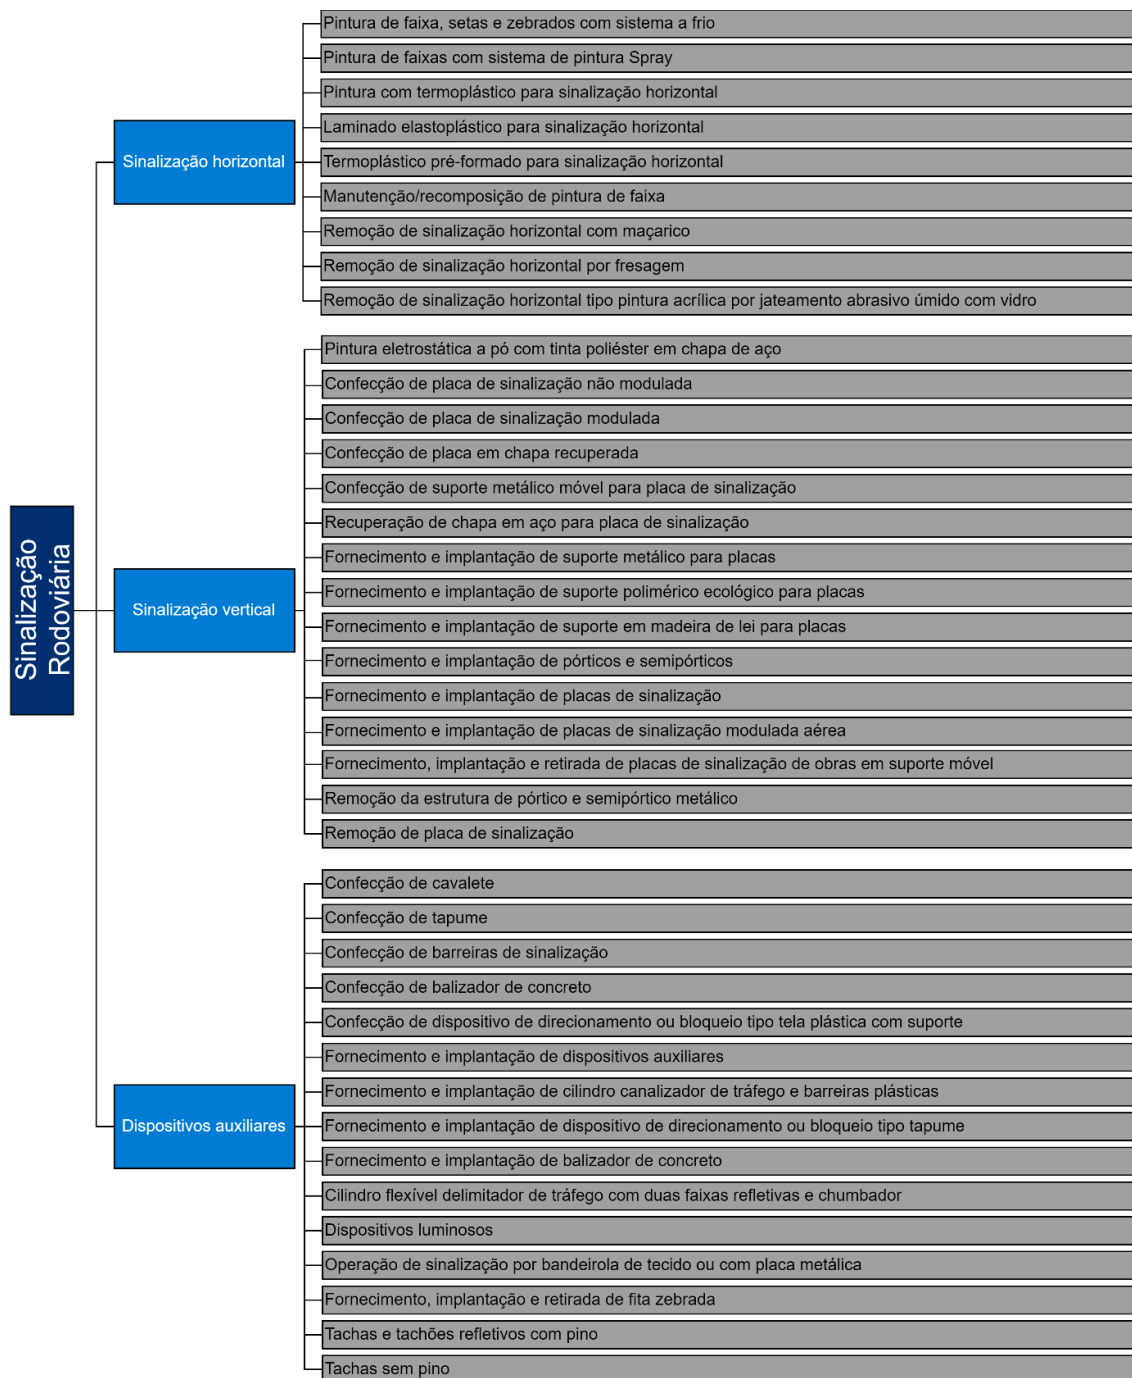 Sinalização
Rodoviária
Sinalização horizontal
Pintura de faixa, setas e zebrados com sistema a frio
Pintura de faixas com sistema de pintura Spray
Pintura com termoplástico para sinalização horizontal
Laminado elastoplástico para sinalização horizontal
Termoplástico pré-formado para sinalização horizontal
Manutenção/recomposição de pintura de faixa
Remoção de sinalização horizontal com maçarico
Remoção de sinalização horizontal por fresagem
Remoção de sinalização horizontal tipo pintura acrílica por jateamento abrasivo úmido com vidro
Sinalização vertical
Pintura eletrostática a pó com tinta poliéster em chapa de aço
Confecção de placa de sinalização não modulada
Confecção de placa de sinalização modulada
Confecção de placa em chapa recuperada
Confecção de suporte metálico móvel para placa de sinalização
Recuperação de chapa em aço para placa de sinalização
Fornecimento e implantação de suporte metálico para placas
Fornecimento e implantação de suporte polimérico ecológico para placas
Fornecimento e implantação de suporte em madeira de lei para placas
Fornecimento e implantação de pórticos e semipórticos
Fornecimento e implantação de placas de sinalização
Fornecimento e implantação de placas de sinalização modulada aérea
Fornecimento, implantação e retirada de placas de sinalização de obras em suporte móvel
Remoção da estrutura de pórtico e semipórtico metálico
Remoção de placa de sinalização
Dispositivos auxiliares
Confecção de cavalete
Confecção de tapume
Confecção de barreiras de sinalização
Confecção de balizador de concreto
Confecção de dispositivo de direcionamento ou bloqueio tipo tela plástica com suporte
Fornecimento e implantação de dispositivos auxiliares
Fornecimento e implantação de cilindro canalizador de tráfego e barreiras plásticas
Fornecimento e implantação de dispositivo de direcionamento ou bloqueio tipo tapume
Fornecimento e implantação de balizador de concreto
Cilindro flexível delimitador de tráfego com duas faixas refletivas e chumbador
Dispositivos luminosos
Operação de sinalização por bandeirola de tecido ou com placa metálica
Fornecimento, implantação e retirada de fita zebrada
Tachas e tachões refletivos com pino
Tachas sem pino